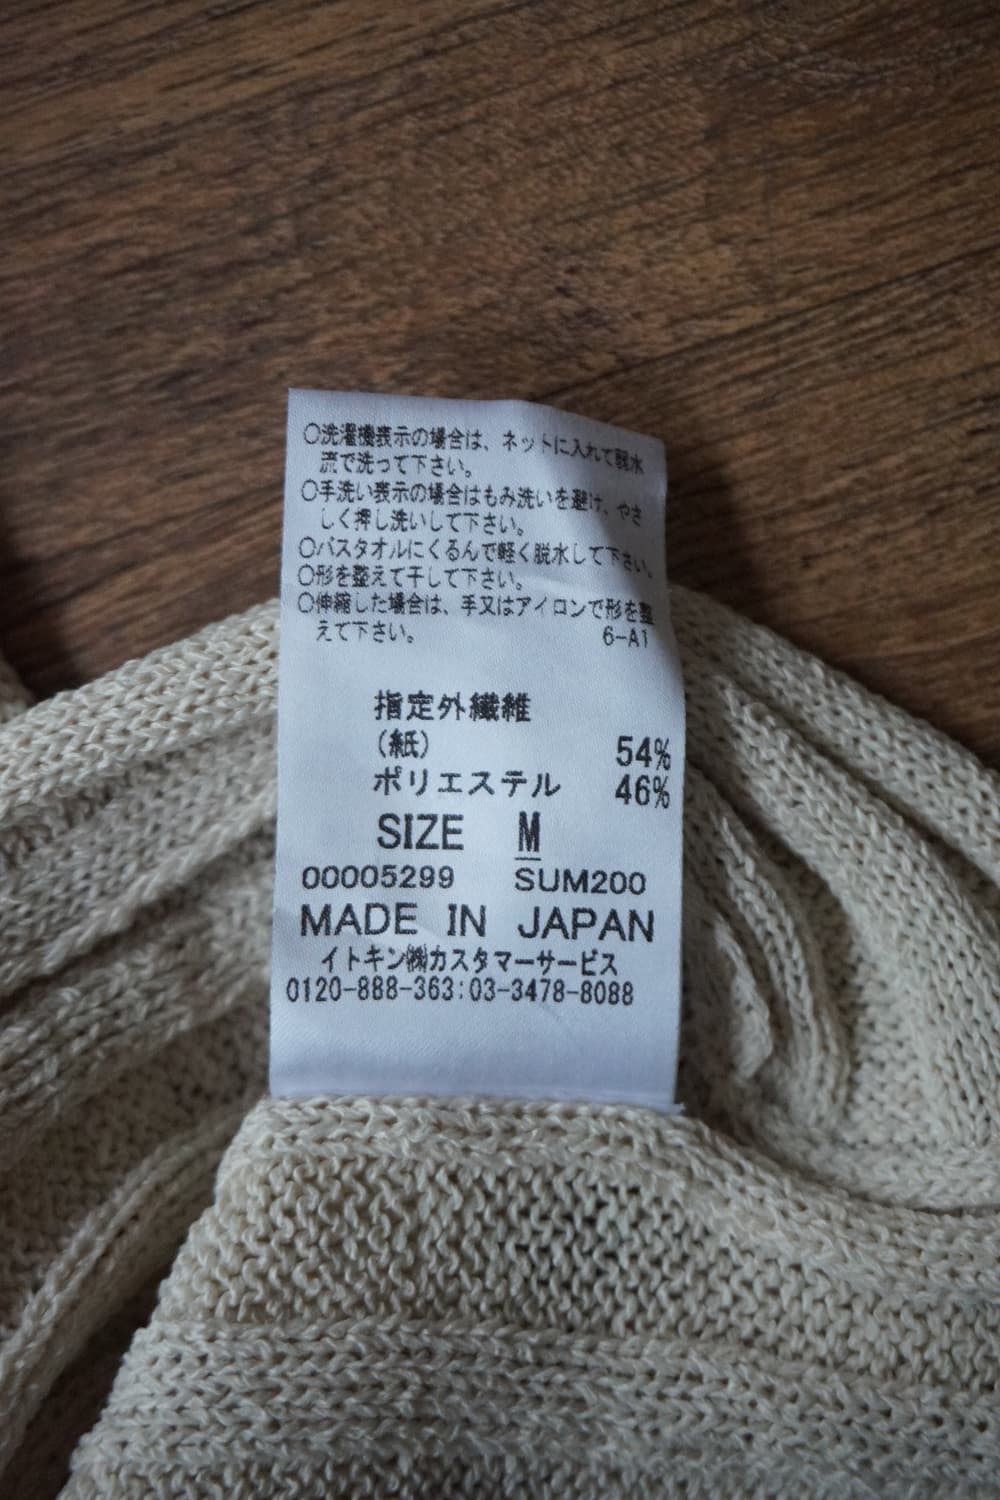 ○洗濯機表示の場合は、ネットに入れて弱水
流で洗って下さい。
○手洗い表示の場合はもみ洗いを避け、やさ
しく押し洗いして下さい。
○バスタオルにくるんで軽く脱水して下さい。
○形を整えて干して下さい。
○伸縮した場合は、手又はアイロンで形を整
えて下さい。 6-A1
指定外繊維
(紙) 54%
ポリエステル 46%
SIZE M
00005299 SUM200
MADE IN JAPAN
イトキン㈱カスタマーサービス
0120-888-363:03-3478-8088